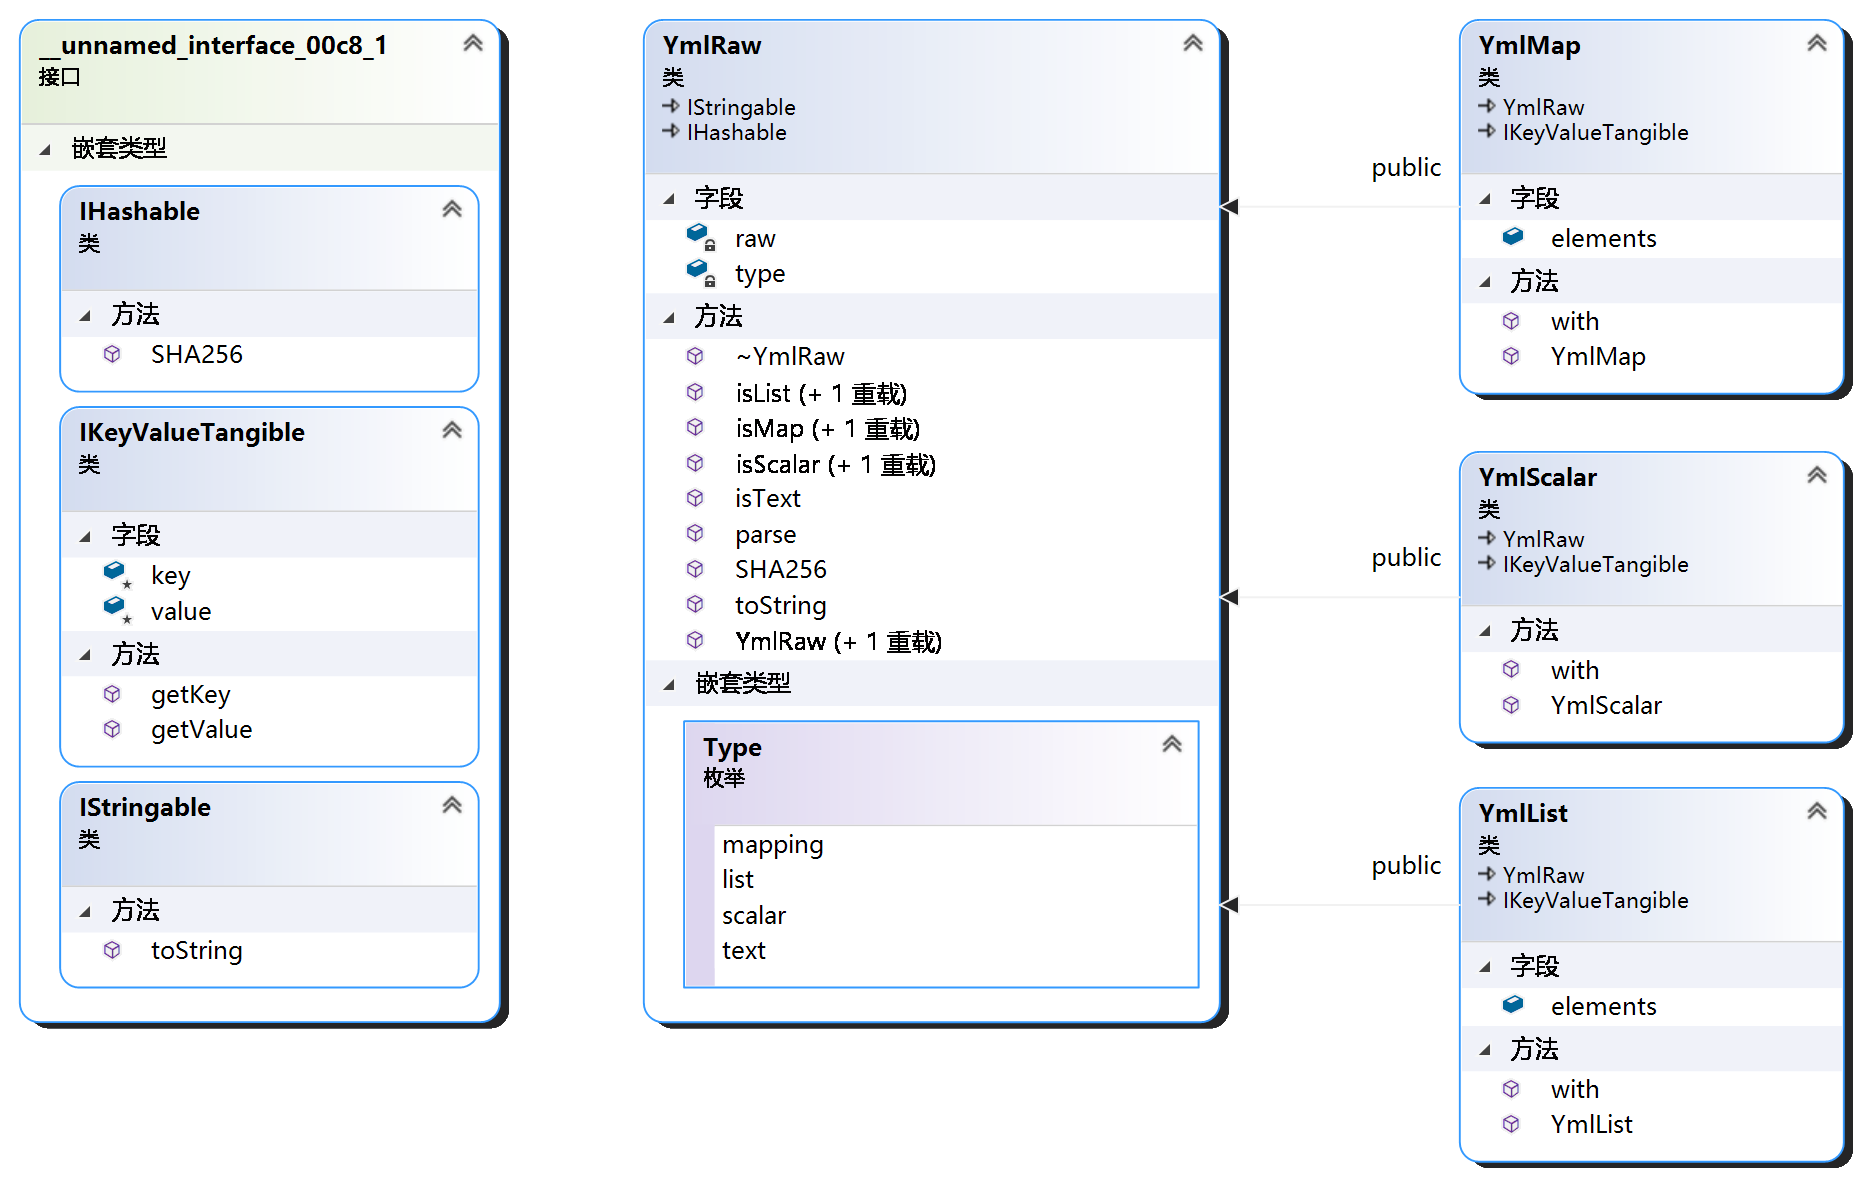 __unnamed_interface_00c8_1
接口
嵌套类型
IHashable
类
方法
SHA256
IKeyValueTangible
类
字段
key
value
方法
getKey
getValue
IStringable
类
方法
toString
YmlRaw
类
IStringable
IHashable
字段
raw
type
方法
~YmlRaw
isList (+ 1 重载)
isMap (+ 1 重载)
isScalar (+ 1 重载)
isText
parse
SHA256
toString
YmlRaw (+ 1 重载)
嵌套类型
Type
枚举
mapping
list
scalar
text
public
public
public
YmlMap
类
YmlRaw
IKeyValueTangible
字段
elements
方法
with
YmlMap
YmlScalar
类
YmlRaw
IKeyValueTangible
方法
with
YmlScalar
YmlList
类
YmlRaw
IKeyValueTangible
字段
elements
方法
with
YmlList